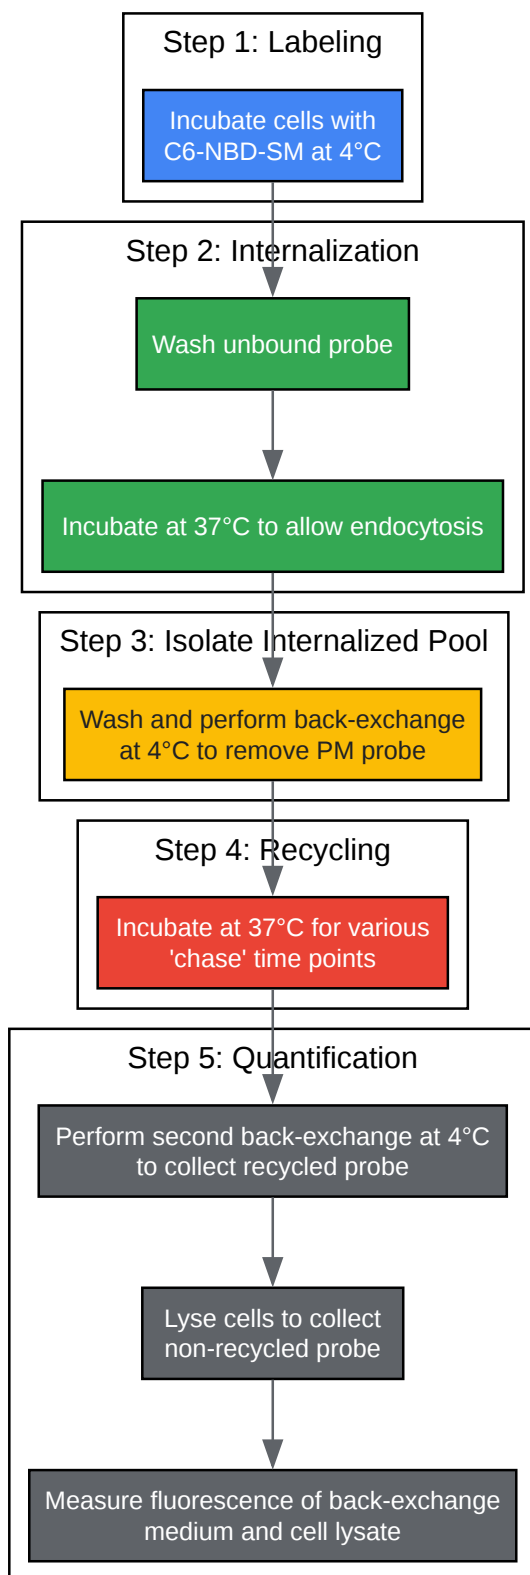 Step 1: Labeling
Incubate cells with
C6-NBD-SM at 4°C
Step 2: Internalization
Wash unbound probe
Incubate at 37°C to allow endocytosis
Step 3: Isolate Internalized Pool
Wash and perform back-exchange
at 4°C to remove PM probe
Step 4: Recycling
Incubate at 37°C for various
'chase' time points
Step 5: Quantification
Perform second back-exchange at 4°C
to collect recycled probe
Lyse cells to collect
non-recycled probe
Measure fluorescence of back-exchange
medium and cell lysate